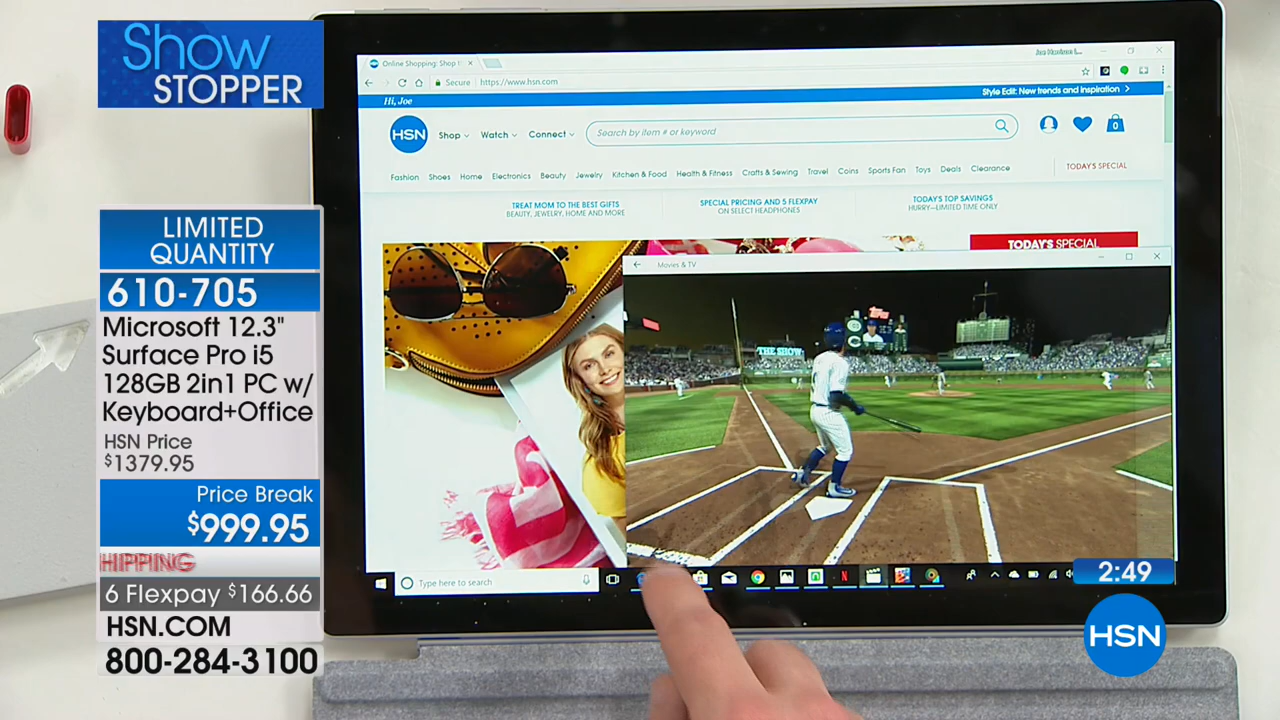 Show
STOPPER
LIMITED
QUANTITY
610-705
Microsoft 12.3"
Surface Pro i5
128GB 2in1 PC w/
Keyboard+Office
HSN Price
$1379.95
Price Break
$999.95
HIPPING
6 Flexpay $166.66
HSN.COM
800-284-3100
Online Shopping: Shop
Secure
https://www.hsn.com
Hi, Joe
Style Edit: New trends and inspiration
HSN
Shop
Watch
Connect
Search by item # or keyword
0
Fashion Shoes Home Electronics Beauty Jewelry Kitchen & Food Health & Fitness Crafts & Sewing Travel Coins Sports Fan Toys Deals Clearance
TODAY'S SPECIAL
TREAT MOM TO THE BEST GIFTS
BEAUTY, JEWELRY, HOME AND MORE
SPECIAL PRICING AND 5 FLEXPAY
ON SELECT HEADPHONES
TODAY'S TOP SAVINGS
HURRY—LIMITED TIME ONLY
TODAY'S SPECIAL
Movies & TV
Topps
THE SHOW
Type here to search
N
2:49
HSN